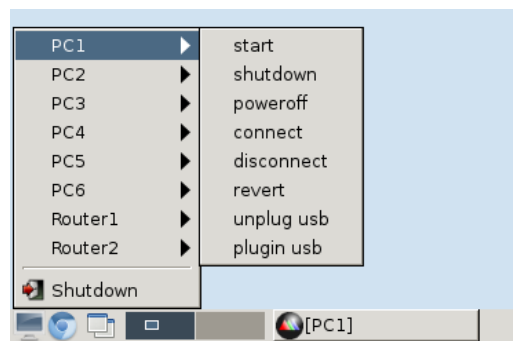 PC1
PC2
PC3
PC4
PC5
PC6
Router1
Router2
Shutdown
start
shutdown
poweroff
connect
disconnect
revert
unplug usb
plugin usb
[PC1]